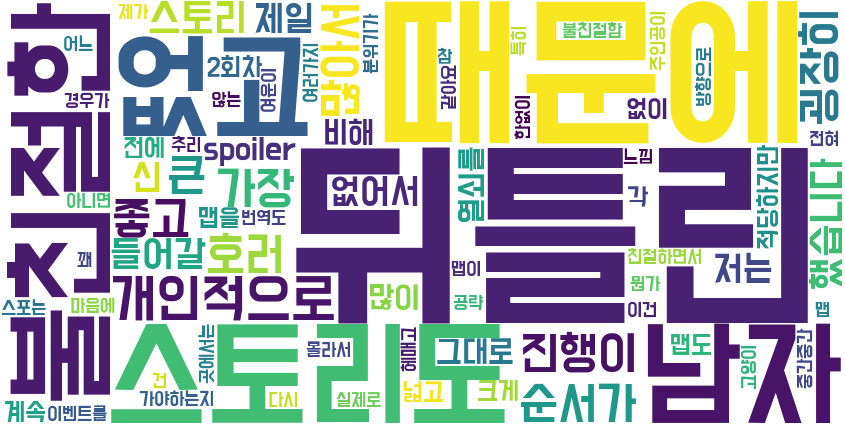 불친절한
제가
스토리
제일
어느
없고
2회차
않는
여운이
여러가지
많아서
분위기가
때문에
참
같아요
특히
불친절함
주인공이
방향으로
굉장히
경우가
전에
추리
spoiler
비해
한없이
없이
전혀
신
큰
가장
없어서
뒤틀린
열쇠를
느낌
각
적당하지만
했습니다
아니면
좋고
맵을
번역도
들어갈
호러
꽤
맵이
친절하면서
뭔가
저는
스포는
마음에
개인적으로
많이
공략
이건
맵
스토리도
곳에서는
몰라서
헤매고
그대로
진행이
남자
맵도
고양이
중간중간
건
가야하는지
다시
실제로
넓고
크게
순서가
계속
이벤트를